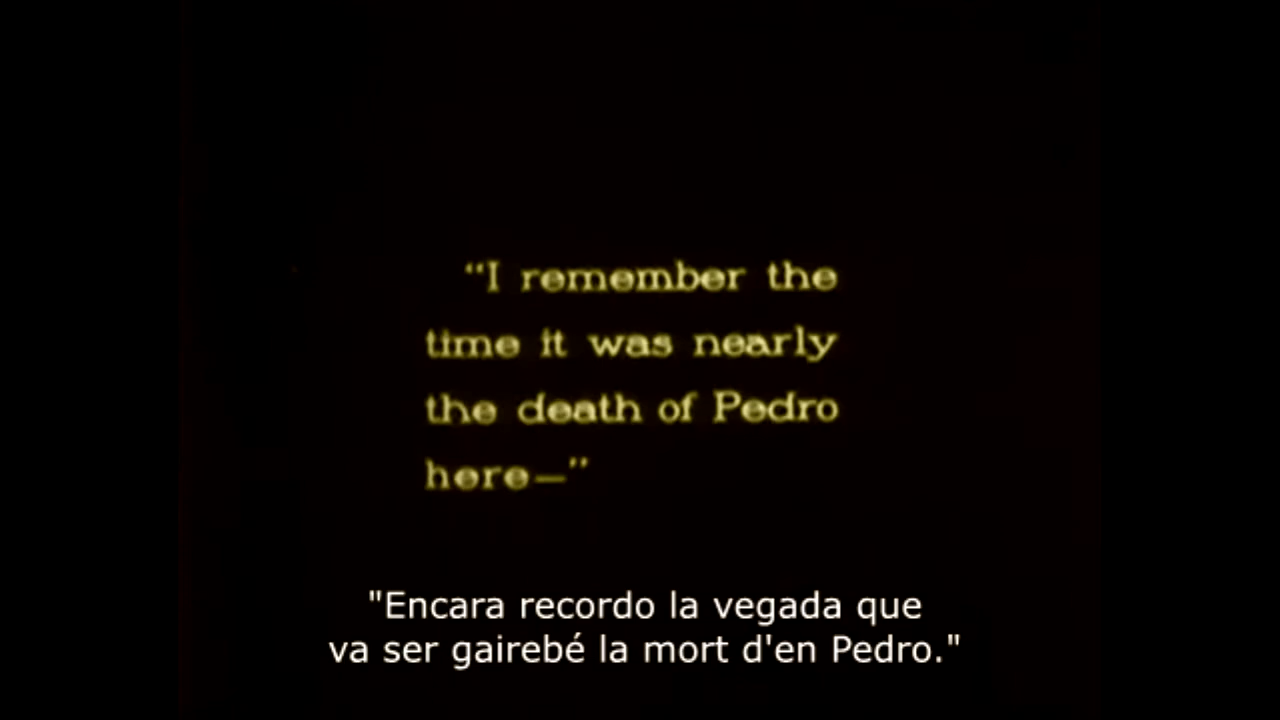 “I remember the
time it was nearly
the death of Pedro
here—”
"Encara recordo la vegada que
va ser gairebé la mort d'en Pedro."